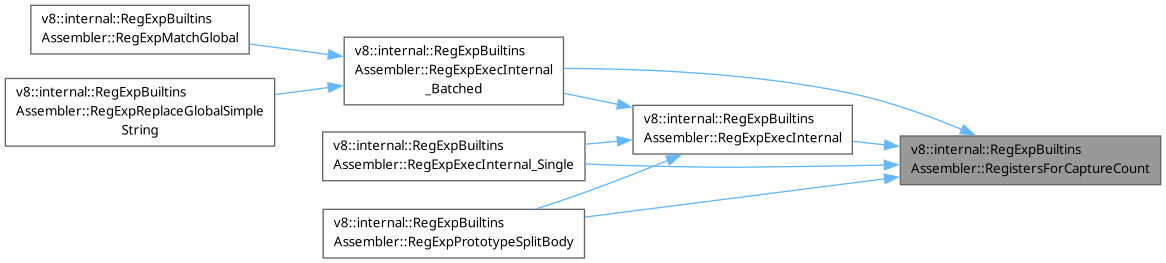 v8::internal::RegExpBuiltins
Assembler::RegExpMatchGlobal
v8::internal::RegExpBuiltins
Assembler::RegExpReplaceGlobalSimple
String
v8::internal::RegExpBuiltins
Assembler::RegExpExecInternal
_Batched
v8::internal::RegExpBuiltins
Assembler::RegExpExecInternal_Single
v8::internal::RegExpBuiltins
Assembler::RegExpPrototypeSplitBody
v8::internal::RegExpBuiltins
Assembler::RegExpExecInternal
v8::internal::RegExpBuiltins
Assembler::RegistersForCaptureCount